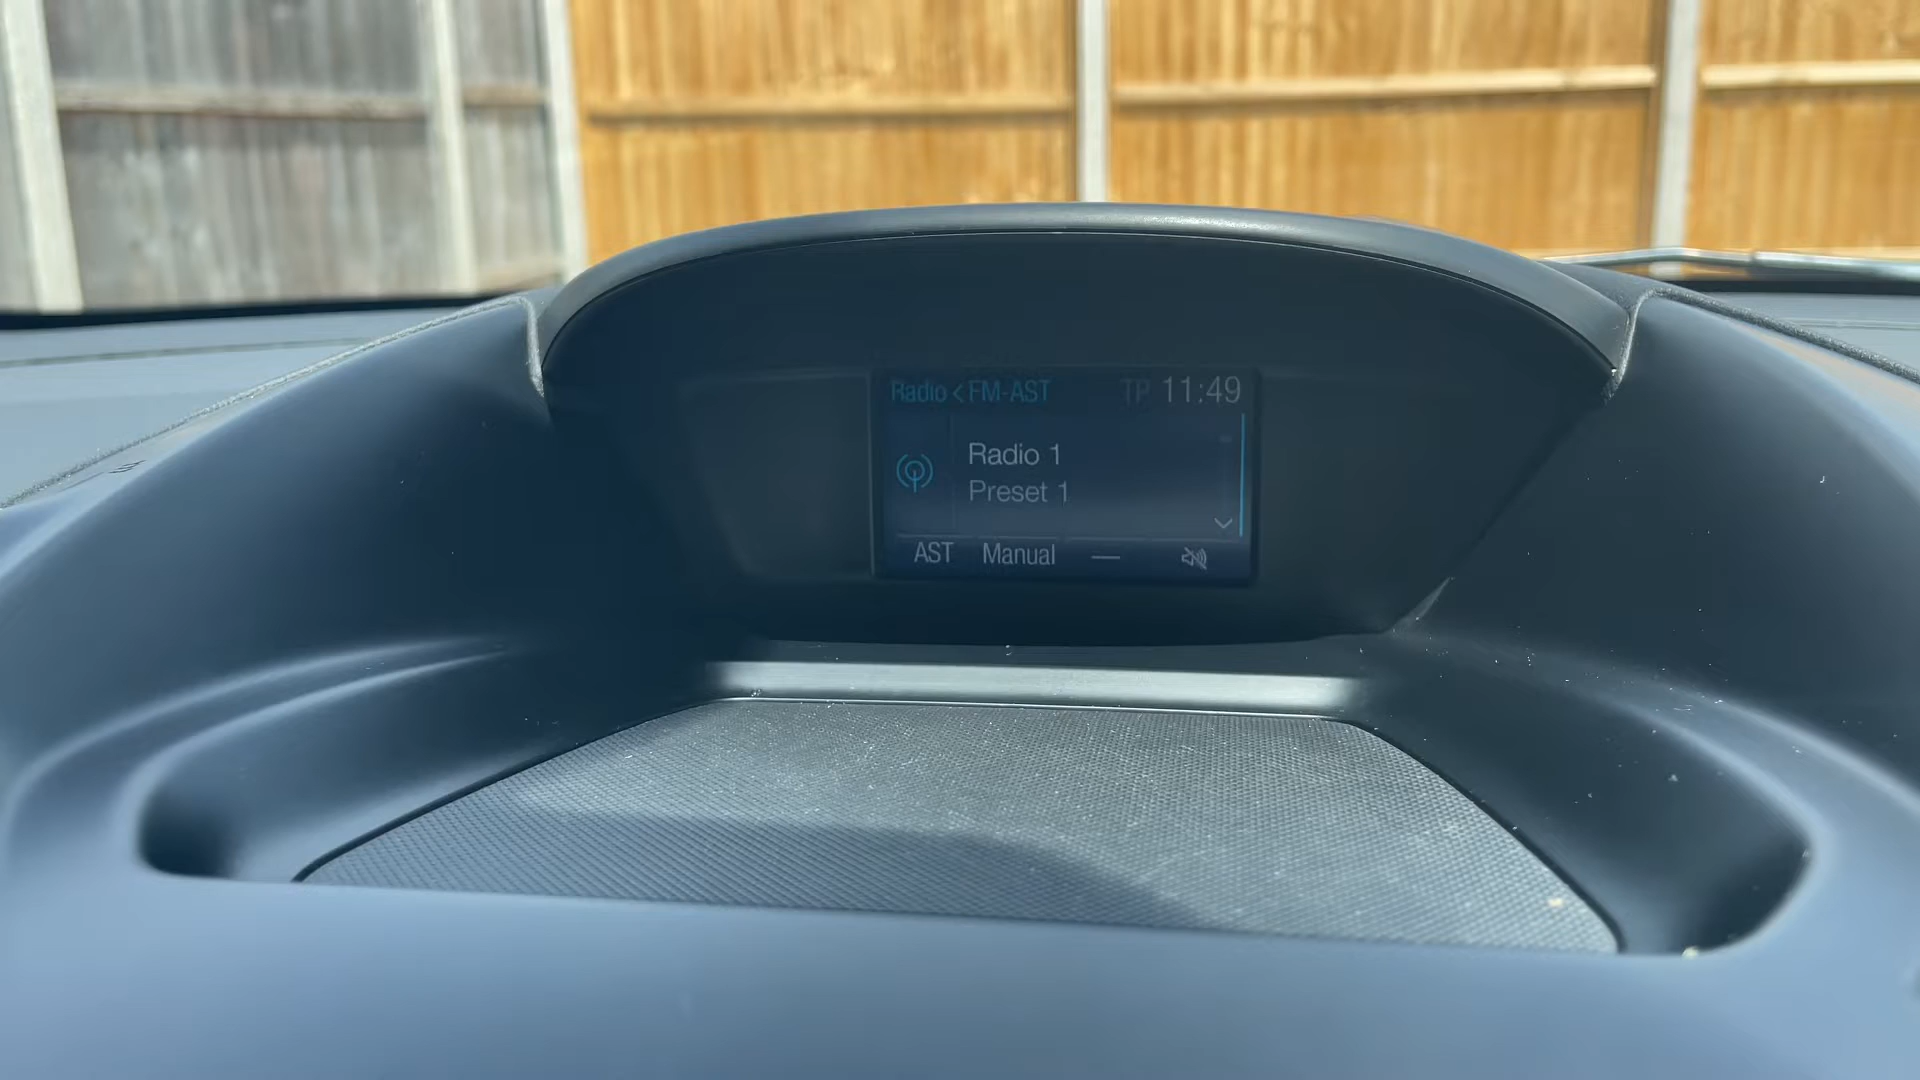 Radio <FM-AST TP 11:49
Radio 1
Preset 1
AST Manual —